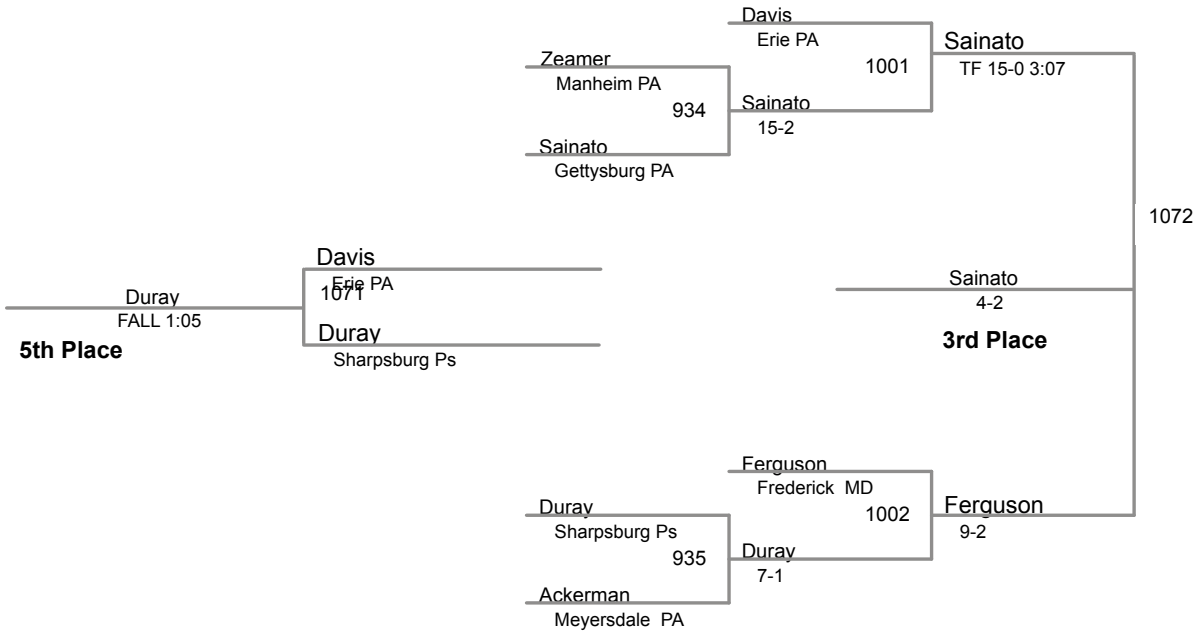 Davis
Erie PA
Sainato
TF 15-0 3:07
1001
Zeamer
Manheim PA
934
Sainato
15-2
Sainato
Gettysburg PA
1072
Davis
Erie PA
1071
Duray
FALL 1:05
5th Place
Duray
Sharpsburg Ps
Sainato
4-2
3rd Place
Ferguson
Frederick MD
1002
Ferguson
9-2
Duray
Sharpsburg Ps
935
Duray
7-1
Ackerman
Meyersdale PA